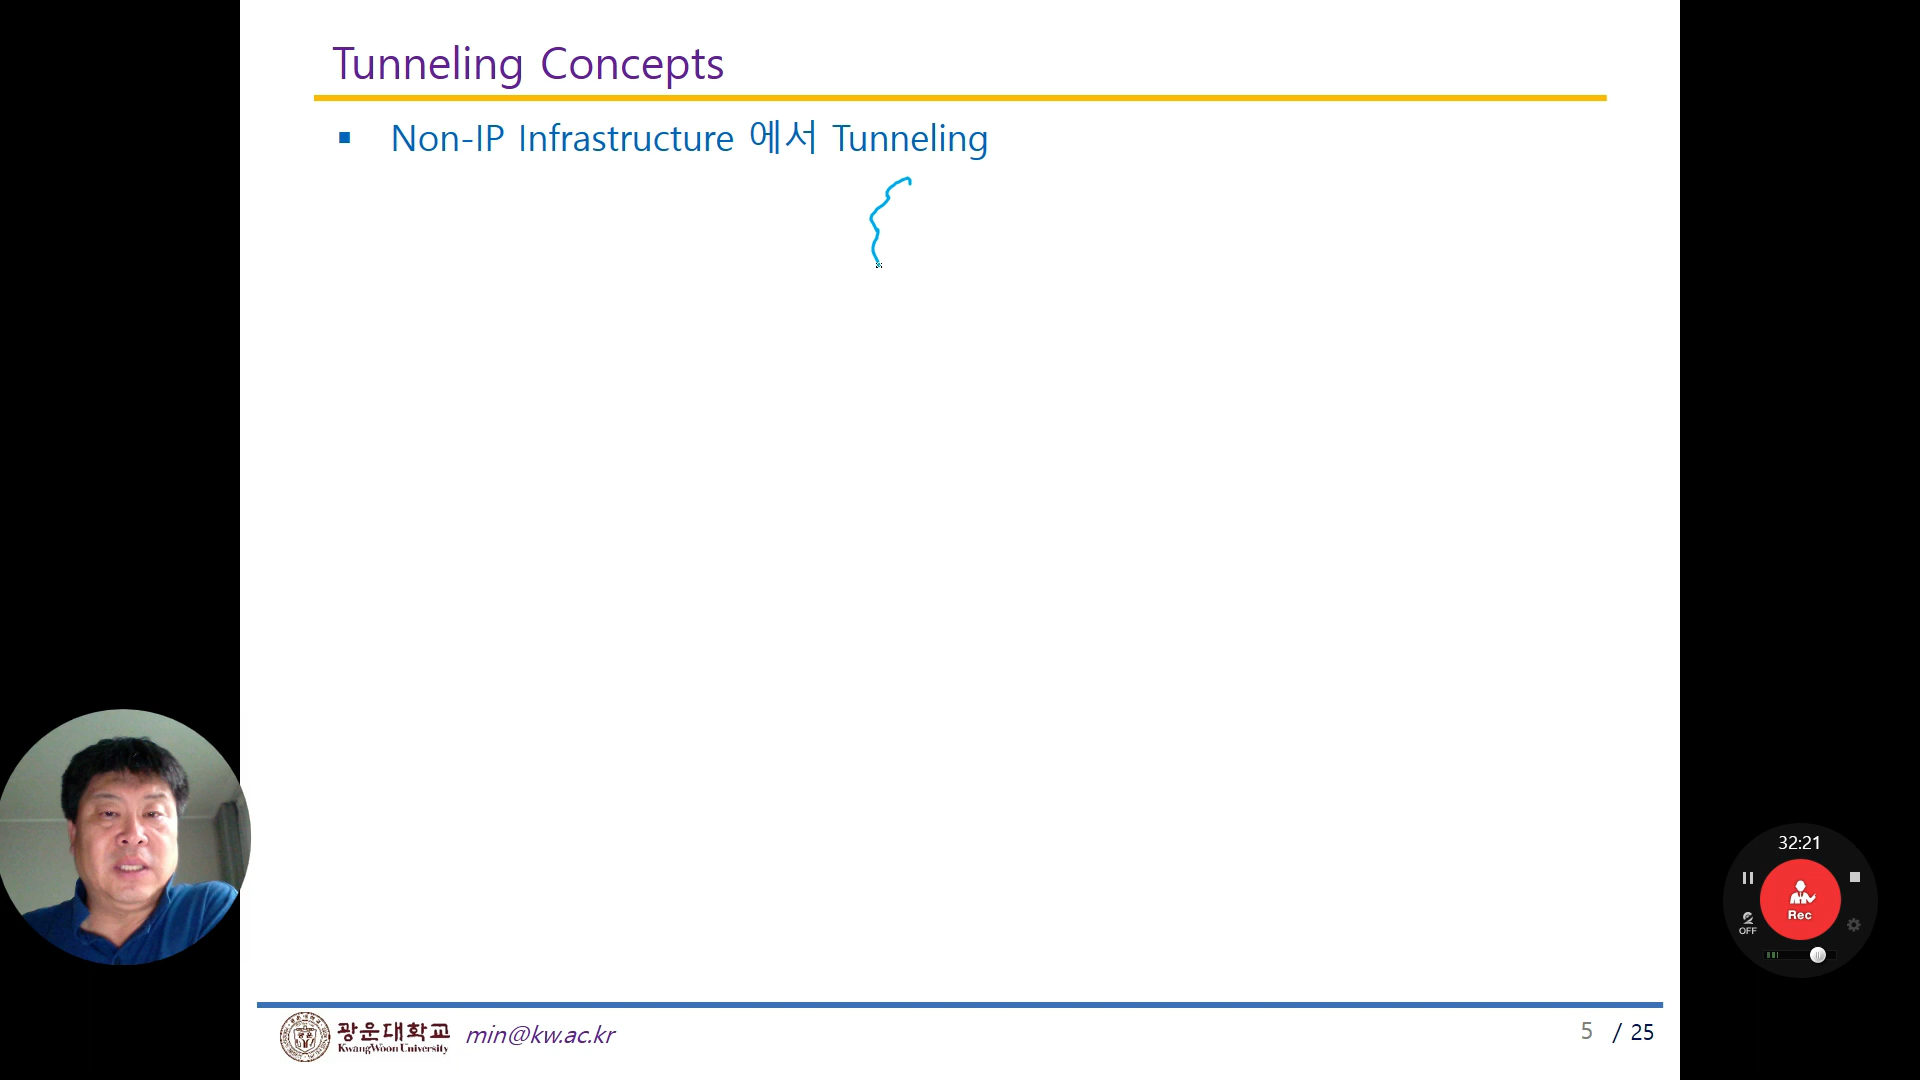 Tunneling Concepts
▪ Non-IP Infrastructure 에서 Tunneling
32:21
Rec
OFF
광운대학교
KwangWoon University
min@kw.ac.kr
5 / 25